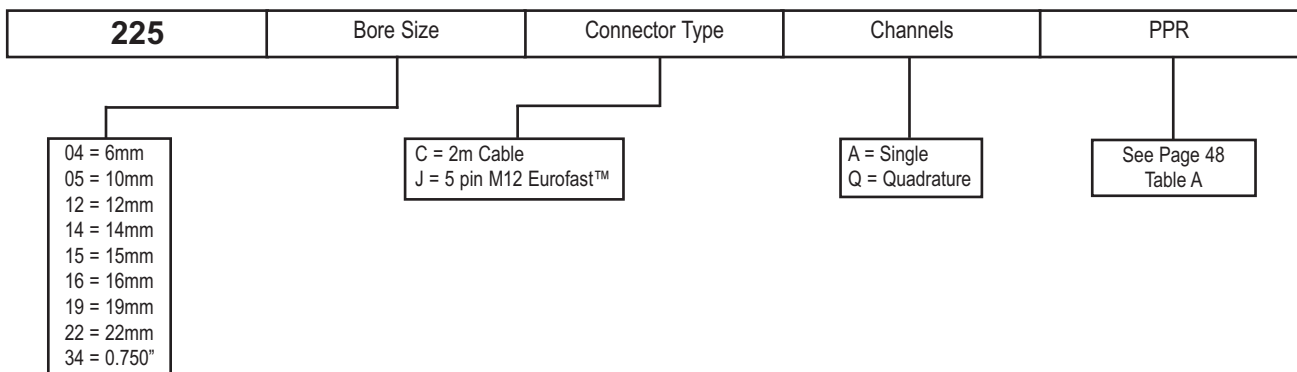 225 Bore Size Connector Type Channels PPR
04 = 6mm
05 = 10mm
12 = 12mm
14 = 14mm
15 = 15mm
16 = 16mm
19 = 19mm
22 = 22mm
34 = 0.750”
C = 2m Cable
J = 5 pin M12 Eurofast™
A = Single
Q = Quadrature
See Page 48
Table A